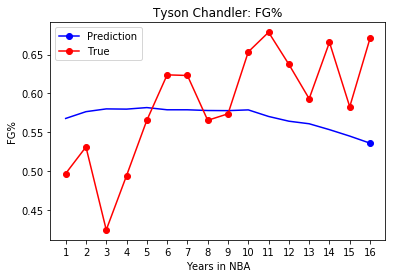 Tyson Chandler: FG%
Prediction
True
FG%
0.65
0.60
0.55
0.50
0.45
1 2 3 4 5 6 7 8 9 10 11 12 13 14 15 16
Years in NBA